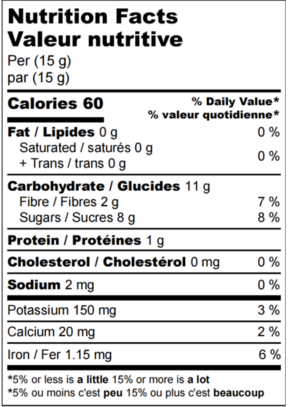 Nutrition Facts
Valeur nutritive
Per (15 g)
par (15 g)
Calories 60 % Daily Value*
% valeur quotidienne*
Fat / Lipides 0 g 0 %
Saturated / saturés 0 g
+ Trans / trans 0 g 0 %
Carbohydrate / Glucides 11 g
Fibre / Fibres 2 g 7 %
Sugars / Sucres 8 g 8 %
Protein / Protéines 1 g
Cholesterol / Cholestérol 0 mg 0 %
Sodium 2 mg 0 %
Potassium 150 mg 3 %
Calcium 20 mg 2 %
Iron / Fer 1.15 mg 6 %
*5% or less is a little 15% or more is a lot
*5% ou moins c'est peu 15% ou plus c'est beaucoup